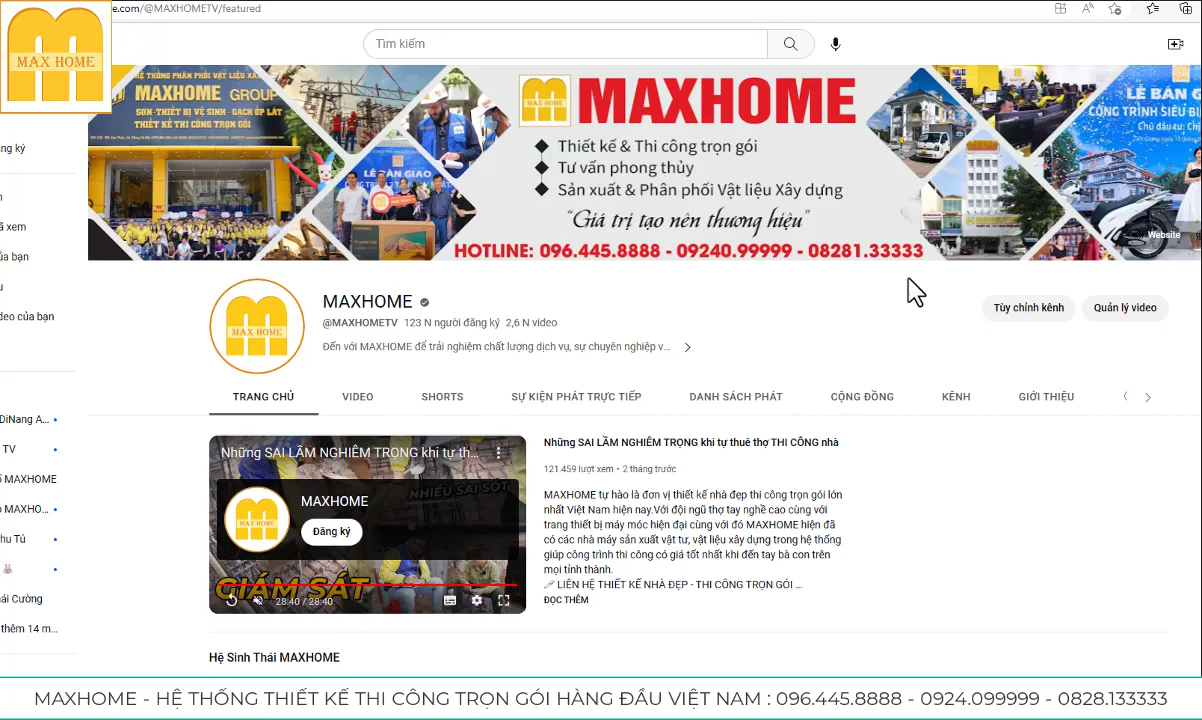 e.com/@MAXHOMETV/featured
MAX HOME
Tìm kiếm
HỆ THỐNG PHÂN PHỐI VẬT LIỆU XÂ
MAXHOME GROUP
SƠN-THIẾT BỊ VỆ SINH - GẠCH ỐP LÁT
THIẾT KẾ THI CÔNG TRỌN GÓI
LỄ BÀN GIAO
MAX HOME
MAXHOME
Thiết kế & Thi công trọn gói
Tư vấn phong thủy
Sản xuất & Phân phối Vật liệu Xây dựng
“Giá trị tạo nên thương hiệu”
HOTLINE: 096.445.8888 - 09240.99999 - 08281.33333
LỄ BÀN G
CÔNG TRÌNH SIÊU BI
Website
ng ký
n
ã xem
ủa bạn
u
deo của bạn
DiNang A...
TV
ố MAXHOME
o MAXHO...
hu Tú
ái Cường
thêm 14 m...
MAX HOME
MAXHOME
@MAXHOMETV 123 N người đăng ký 2,6 N video
Đến với MAXHOME để trải nghiệm chất lượng dịch vụ, sự chuyên nghiệp v...
Tùy chỉnh kênh
Quản lý video
TRANG CHỦ VIDEO SHORTS SỰ KIỆN PHÁT TRỰC TIẾP DANH SÁCH PHÁT CỘNG ĐỒNG KÊNH GIỚI THIỆU
Những SAI LẦM NGHIÊM TRỌNG khi tự th...
NHIỀU SAI SÓT
MAX HOME
MAXHOME
Đăng ký
GIÁM SÁT
28:40 / 28:40
Những SAI LẦM NGHIÊM TRỌNG khi tự thuê thợ THI CÔNG nhà
121.459 lượt xem • 2 tháng trước
MAXHOME tự hào là đơn vị thiết kế nhà đẹp thi công trọn gói lớn
nhất Việt Nam hiện nay.Với đội ngũ thợ tay nghề cao cùng với
trang thiết bị máy móc hiện đại cùng với đó MAXHOME hiện đã
có các nhà máy sản xuất vật tư, vật liệu xây dựng trong hệ thống
giúp công trình thi công có giá tốt nhất khi đến tay bà con trên
mọi tỉnh thành.
LIÊN HỆ THIẾT KẾ NHÀ ĐẸP - THI CÔNG TRỌN GÓI ...
ĐỌC THÊM
Hệ Sinh Thái MAXHOME
MAXHOME - HỆ THỐNG THIẾT KẾ THI CÔNG TRỌN GÓI HÀNG ĐẦU VIỆT NAM : 096.445.8888 - 0924.099999 - 0828.133333